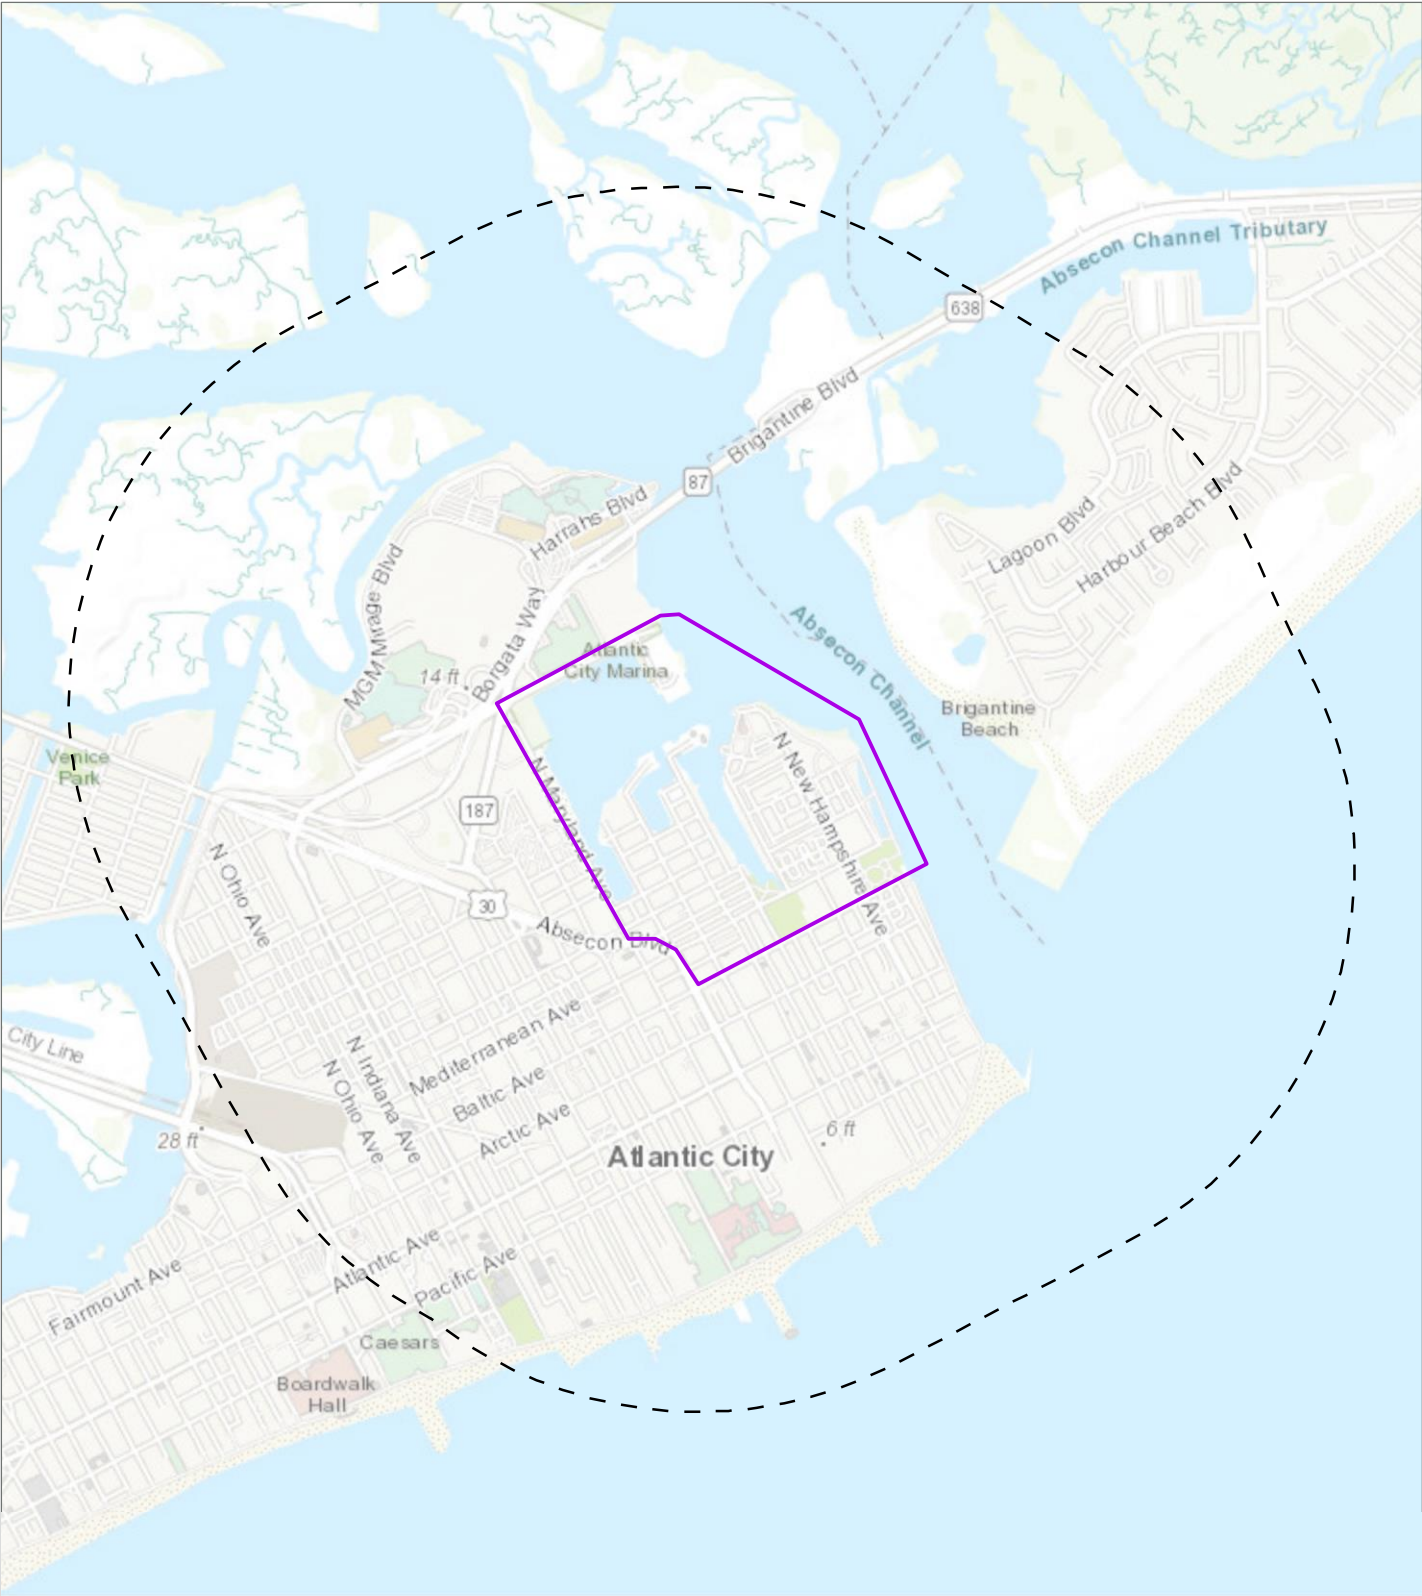 Absecon Channel Tributary
638
Brigantine Blvd
87
Harrahs Blvd
Lagoon Blvd
Harbour Beach Blvd
MGM Mirage Blvd
Borgata Way
14 ft
Atlantic
City Marina
Absecon Channel
Brigantine
Beach
Venice
Park
N Maryland Ave
N New Hampshire Ave
187
N Ohio Ave
30
Absecon Blvd
City Line
Mediterranean Ave
N Indiana Ave
N Ohio Ave
Baltic Ave
Arctic Ave
28 ft
6 ft
Atlantic City
Fairmount Ave
Atlantic Ave
Pacific Ave
Caesars
Boardwalk
Hall